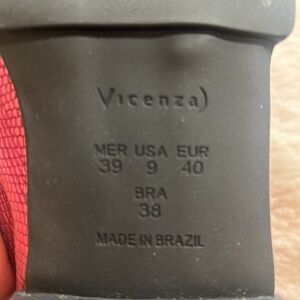 Vicenza)
MER USA EUR
39 9 40
BRA
38
MADE IN BRAZIL